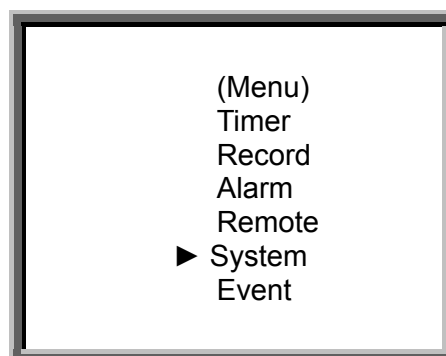 (Menu)
Timer
Record
Alarm
Remote
► System
Event